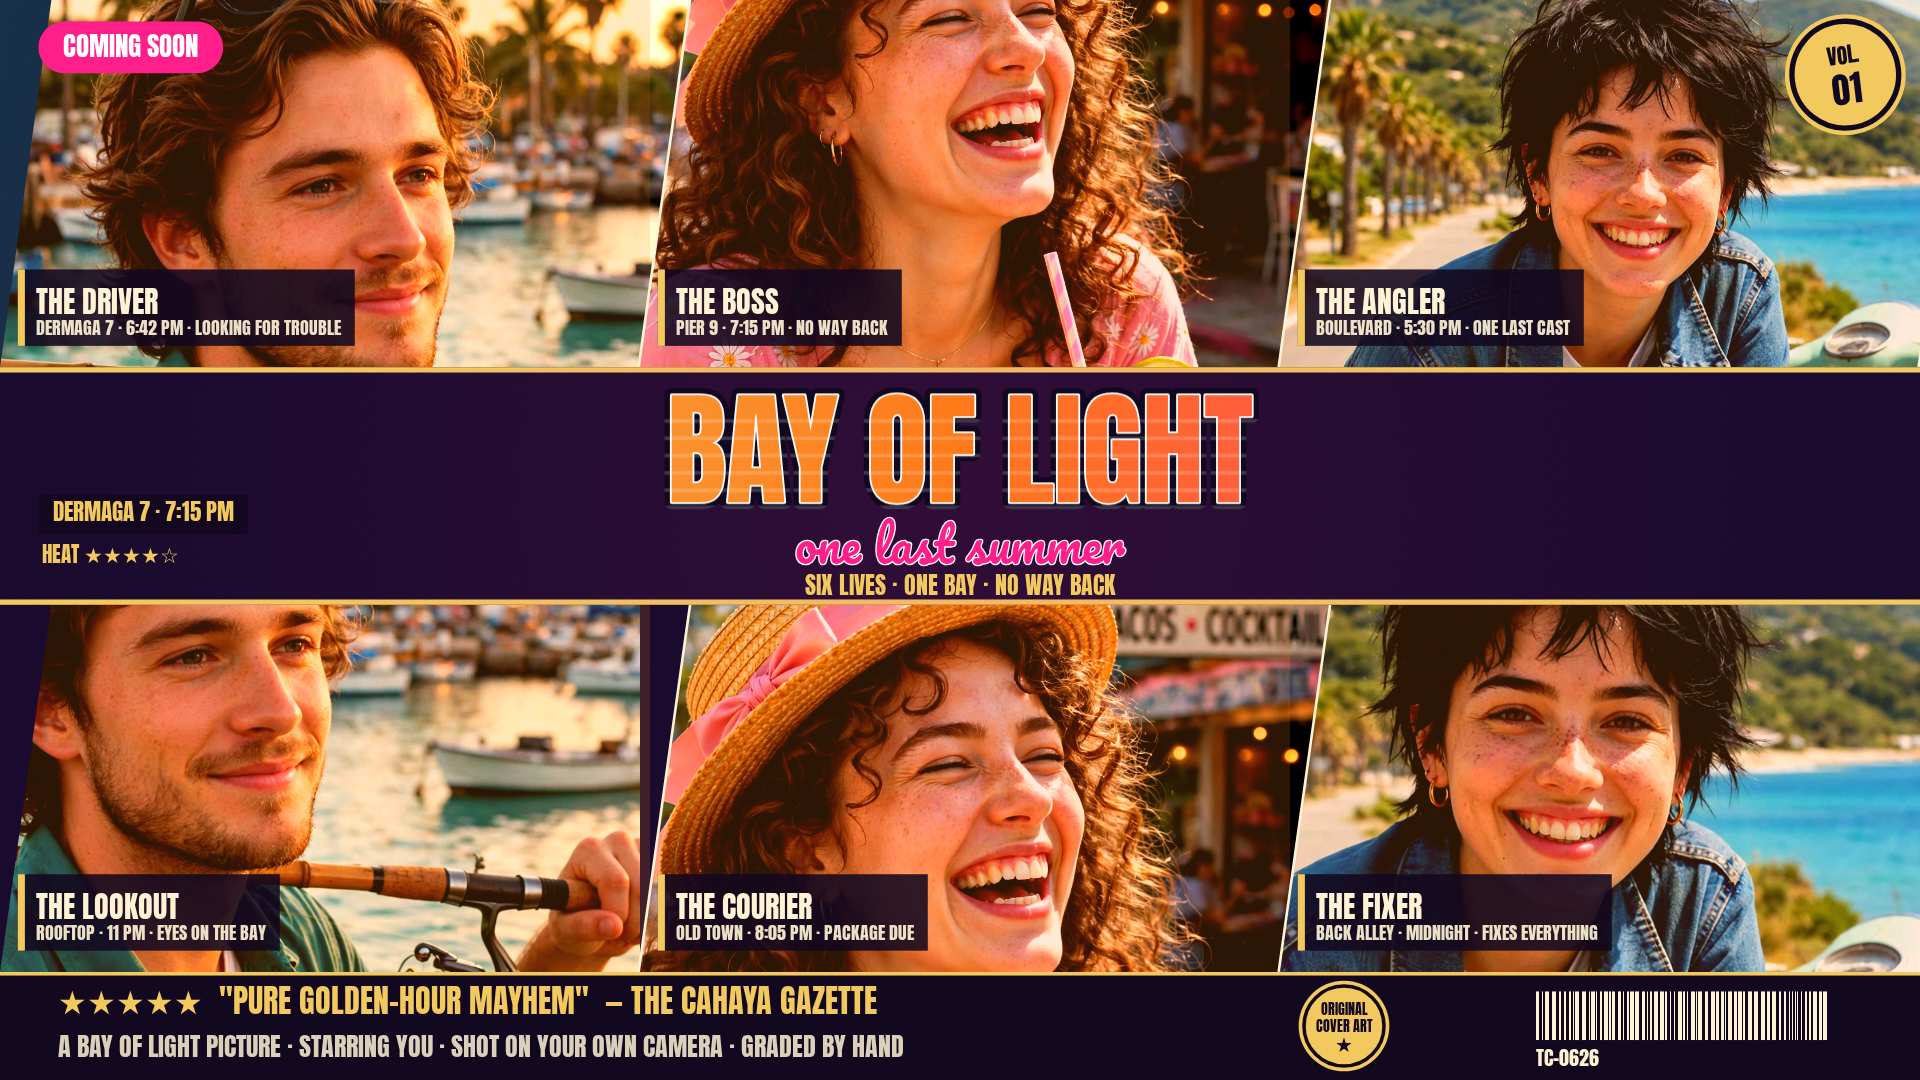 COMING SOON
VOL.
01
THE DRIVER
DERMAGA 7 · 6:42 PM · LOOKING FOR TROUBLE
THE BOSS
PIER 9 · 7:15 PM · NO WAY BACK
THE ANGLER
BOULEVARD · 5:30 PM · ONE LAST CAST
BAY OF LIGHT
one last summer
SIX LIVES · ONE BAY · NO WAY BACK
DERMAGA 7 · 7:15 PM
HEAT ★★★★☆
ACOS • COCKTAIL
THE LOOKOUT
ROOFTOP · 11 PM · EYES ON THE BAY
THE COURIER
OLD TOWN · 8:05 PM · PACKAGE DUE
THE FIXER
BACK ALLEY · MIDNIGHT · FIXES EVERYTHING
★★★★★ "PURE GOLDEN-HOUR MAYHEM" – THE CAHAYA GAZETTE
A BAY OF LIGHT PICTURE · STARRING YOU · SHOT ON YOUR OWN CAMERA · GRADED BY HAND
ORIGINAL
COVER ART
★
TC-0626